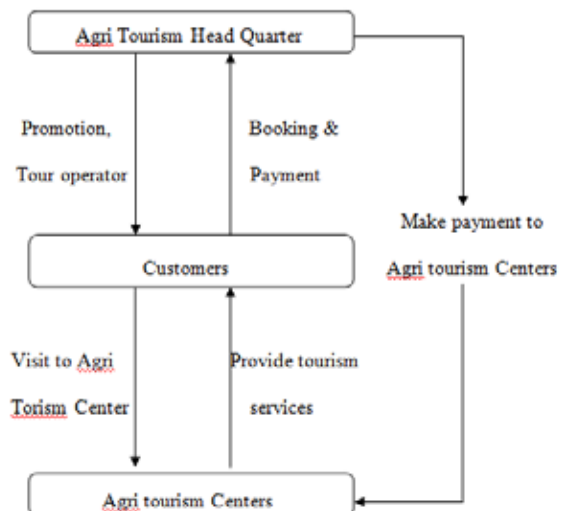 Agri Tourism Head Quarter
Promotion,
Tour operator
Booking &
Payment
Make payment to
Agri tourism Centers
Customers
Visit to Agri
Torism Center
Provide tourism
services
Agri tourism Centers